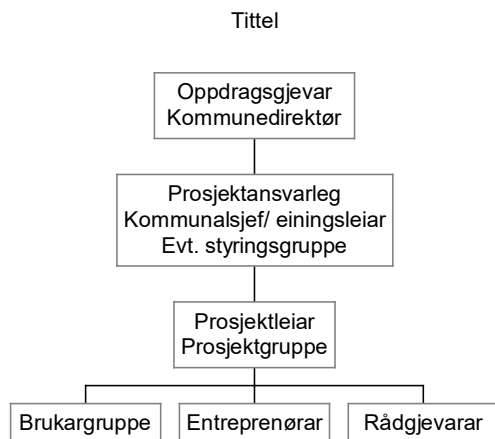 Tittel
Oppdragsgjevar
Kommunedirektør
Prosjektansvarleg
Kommunalsjef/ einingsleiar
Evt. styringsgruppe
Prosjektleiar
Prosjektgruppe
Brukargruppe
Entreprenørar
Rådgjevarar